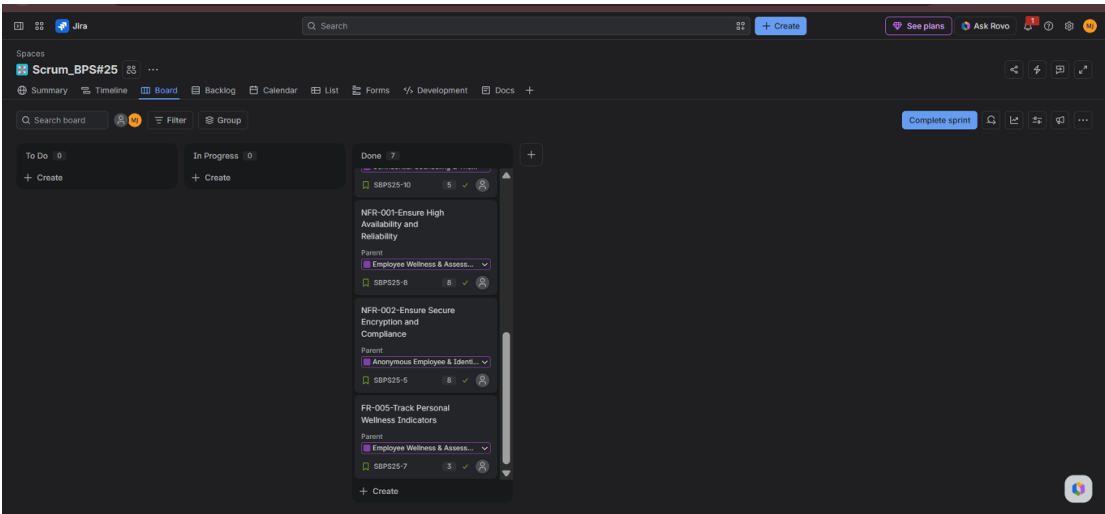 Jira
Search
+ Create
See plans
Ask Rovo
1
MJ
Spaces
Scrum_BPS#25
Summary
Timeline
Board
Backlog
Calendar
List
Forms
Development
Docs
Search board
MJ
Filter
Group
Complete sprint
To Do 0
+ Create
In Progress 0
+ Create
Done 7
SBPS25-10 5
NFR-001-Ensure High
Availability and
Reliability
Parent
Employee Wellness & Assess...
SBPS25-8 8
NFR-002-Ensure Secure
Encryption and
Compliance
Parent
Anonymous Employee & Identi...
SBPS25-5 8
FR-005-Track Personal
Wellness Indicators
Parent
Employee Wellness & Assess...
SBPS25-7 3
+ Create